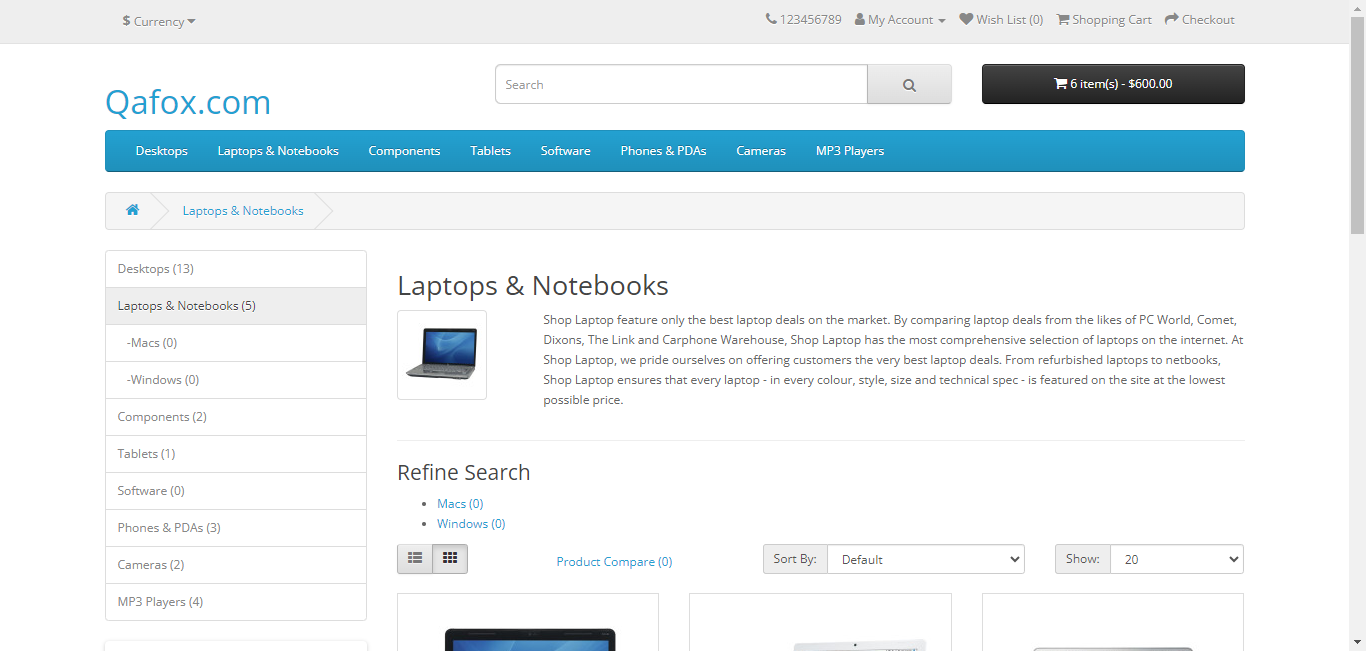 $ Currency
123456789 My Account Wish List (0) Shopping Cart Checkout
Qafox.com
Search
6 item(s) - $600.00
Desktops Laptops & Notebooks Components Tablets Software Phones & PDAs Cameras MP3 Players
Laptops & Notebooks
Desktops (13)
Laptops & Notebooks (5)
-Macs (0)
-Windows (0)
Components (2)
Tablets (1)
Software (0)
Phones & PDAs (3)
Cameras (2)
MP3 Players (4)
Laptops & Notebooks
Shop Laptop feature only the best laptop deals on the market. By comparing laptop deals from the likes of PC World, Comet,
Dixons, The Link and Carphone Warehouse, Shop Laptop has the most comprehensive selection of laptops on the internet. At
Shop Laptop, we pride ourselves on offering customers the very best laptop deals. From refurbished laptops to netbooks,
Shop Laptop ensures that every laptop - in every colour, style, size and technical spec - is featured on the site at the lowest
possible price.
Refine Search
Macs (0)
Windows (0)
Product Compare (0)
Sort By: Default
Show: 20